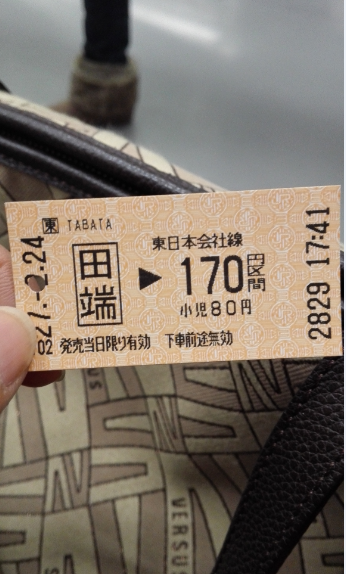 東 TABATA
田端
東日本会社線
170円区間
小児80円
発売当日限り有効 下車前途無効
27.-2.24
02
2829 17:41
VERSUS